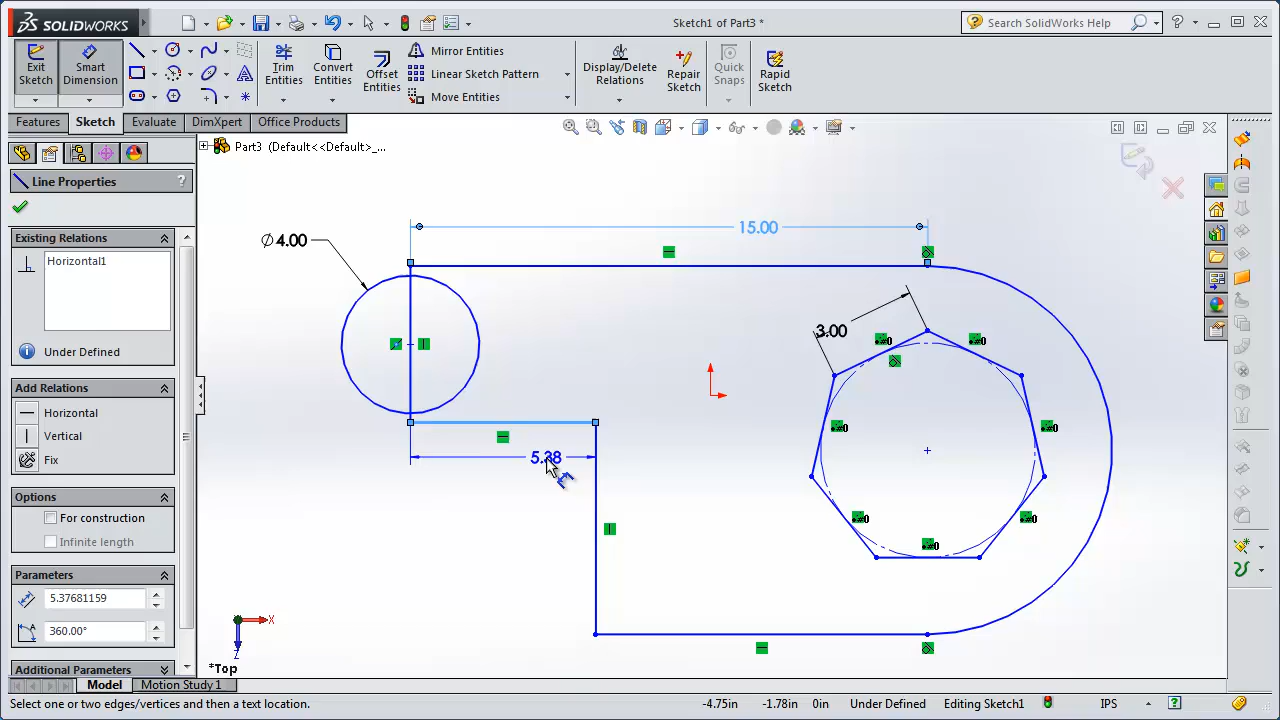 SOLIDWORKS
Sketch1 of Part3 *
Search SolidWorks Help
?
Exit Sketch
Smart Dimension
Trim Entities
Convert Entities
Offset Entities
Mirror Entities
Linear Sketch Pattern
Move Entities
Display/Delete Relations
Repair Sketch
Quick Snaps
Rapid Sketch
Features
Sketch
Evaluate
DimXpert
Office Products
Part3 (Default<<Default>_...
Line Properties
?
Existing Relations
Horizontal1
Under Defined
Add Relations
Horizontal
Vertical
Fix
Options
For construction
Infinite length
Parameters
5.37681159
360.00°
Additional Parameters
15.00
Ø4.00
3.00
5.38
X
Z
*Top
Model
Motion Study 1
Select one or two edges/vertices and then a text location.
-4.75in
-1.78in
0in
Under Defined
Editing Sketch1
IPS
?